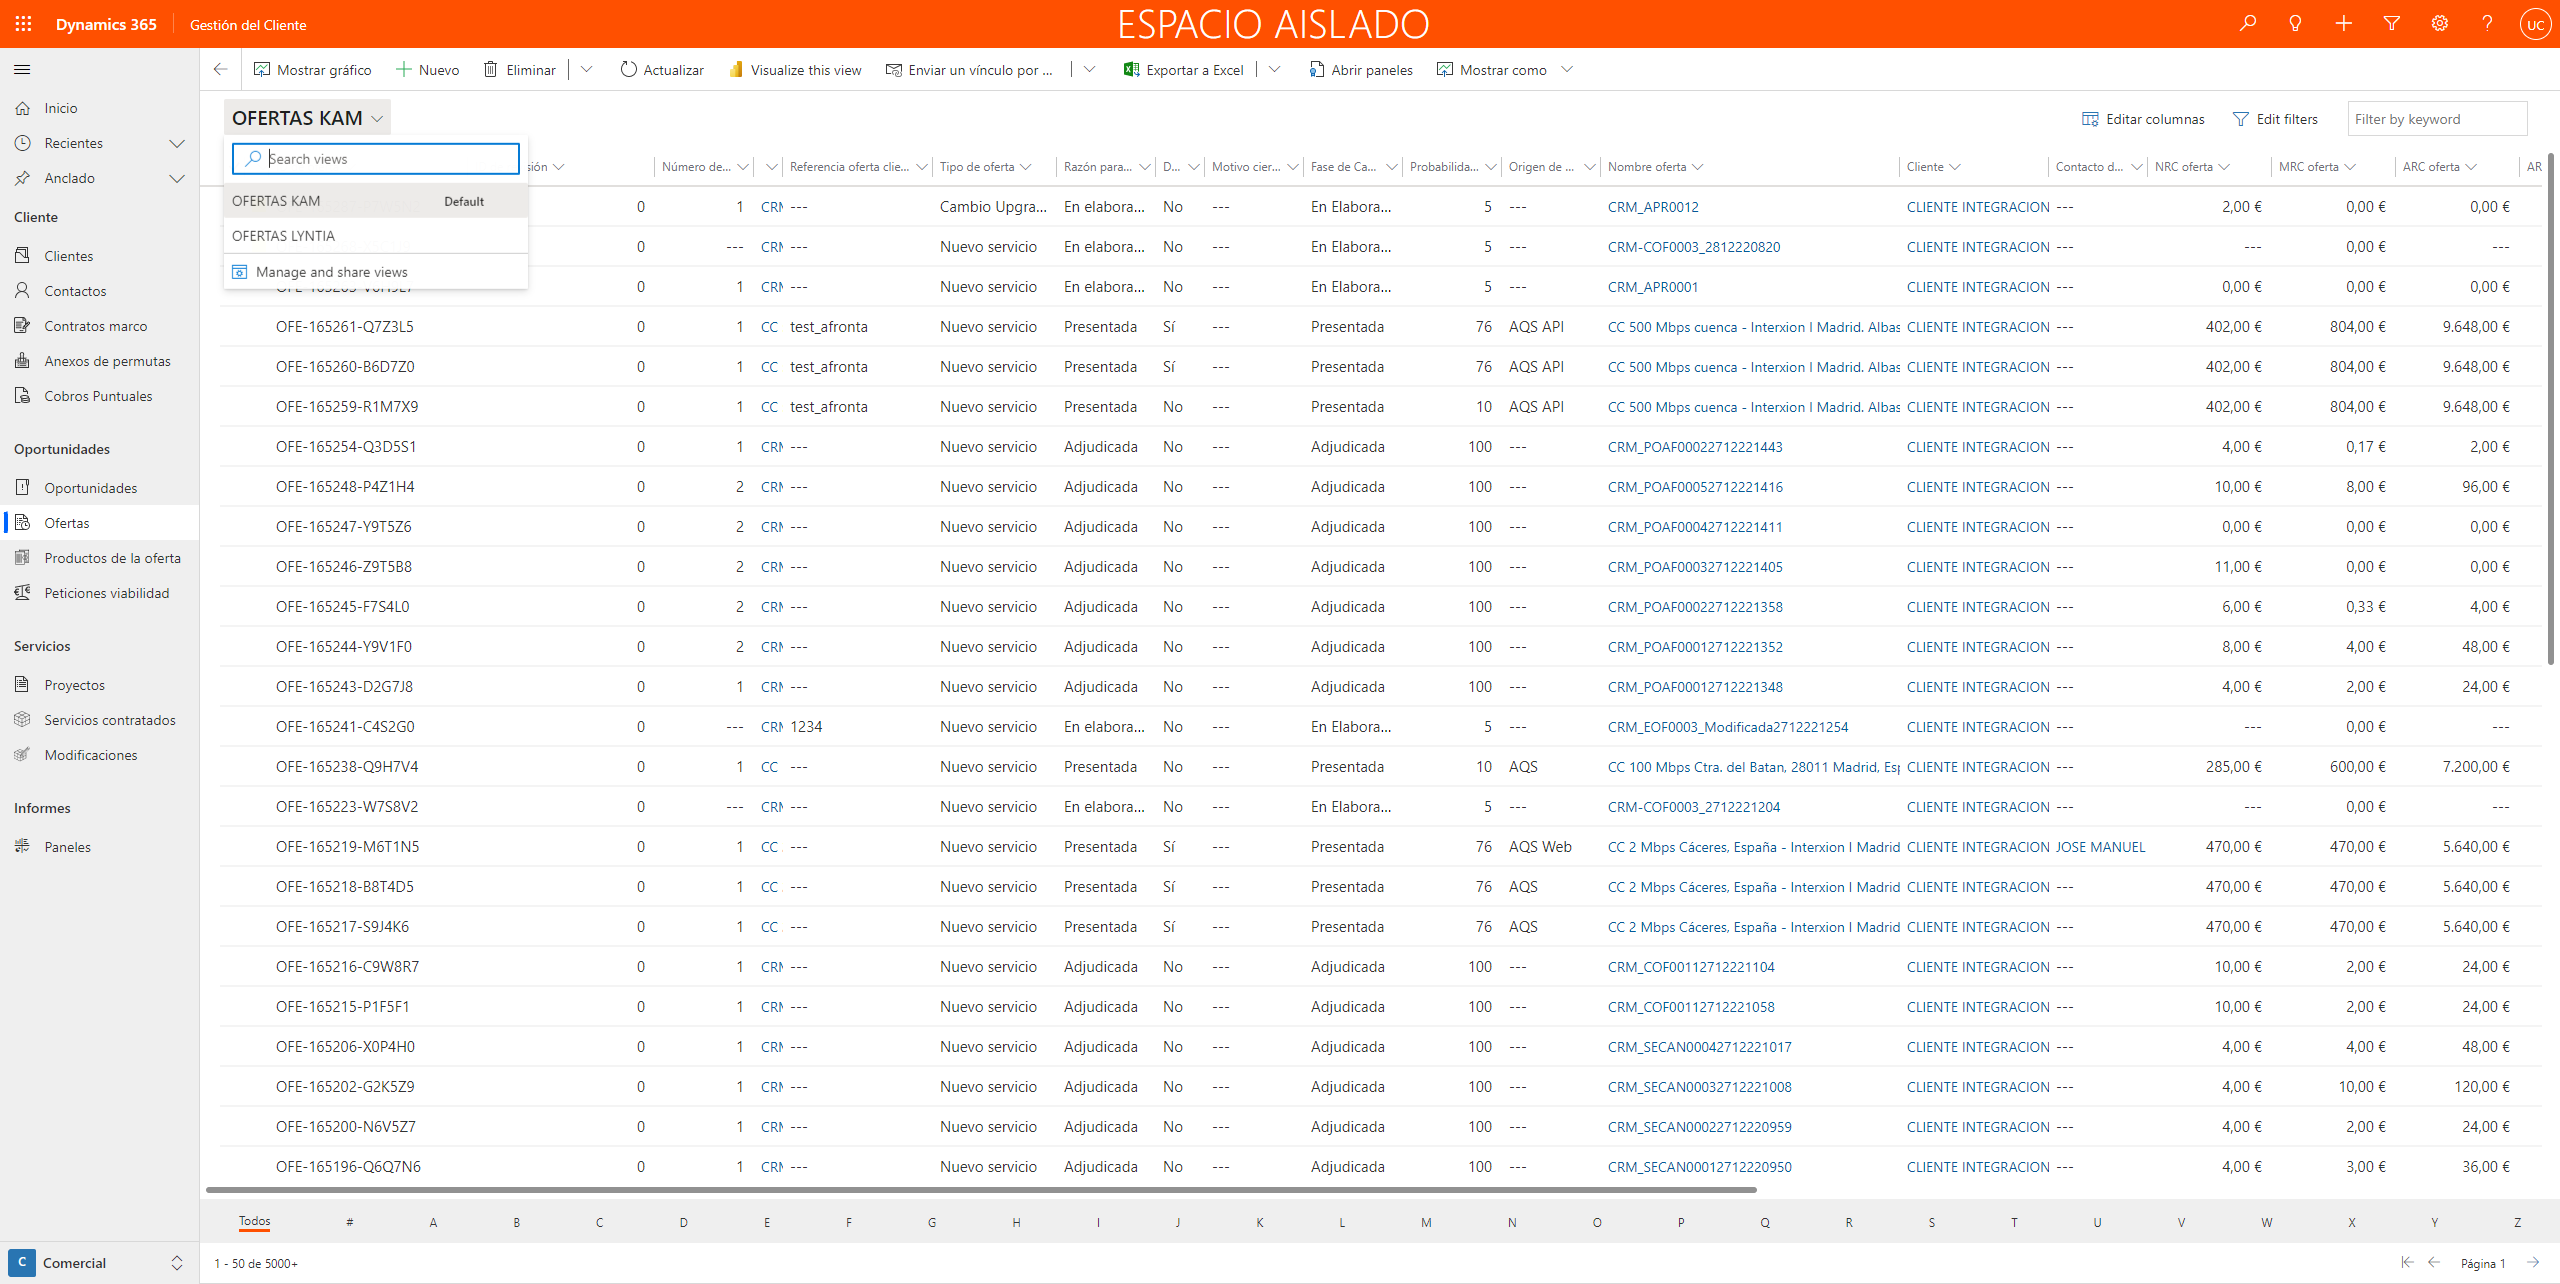 Dynamics 365 Gestión del Cliente ESPACIO AISLADO UC
Mostrar gráfico Nuevo Eliminar Actualizar Visualize this view Enviar un vínculo por ... Exportar a Excel Abrir paneles Mostrar como
Inicio
Recientes
Anclado
Cliente
Clientes
Contactos
Contratos marco
Anexos de permutas
Cobros Puntuales
Oportunidades
Oportunidades
Ofertas
Productos de la oferta
Peticiones viabilidad
Servicios
Proyectos
Servicios contratados
Modificaciones
Informes
Paneles
C Comercial
OFERTAS KAM Editar columnas Edit filters Filter by keyword
Search views
OFERTAS KAM Default
OFERTAS LYNTIA
Manage and share views
sión Número de... Referencia oferta clie... Tipo de oferta Razón para... D... Motivo cier... Fase de Ca... Probabilida... Origen de ... Nombre oferta Cliente Contacto d... NRC oferta MRC oferta ARC oferta AR
0 1 CRM --- Cambio Upgra... En elabora... No --- En Elabora... 5 --- CRM_APR0012 CLIENTE INTEGRACION --- 2,00 € 0,00 € 0,00 €
0 --- CRM --- Nuevo servicio En elabora... No --- En Elabora... 5 --- CRM-COF0003_2812220820 CLIENTE INTEGRACION --- --- 0,00 € ---
0 1 CRM --- Nuevo servicio En elabora... No --- En Elabora... 5 --- CRM_APR0001 CLIENTE INTEGRACION --- 0,00 € 0,00 € 0,00 €
OFE-165261-Q7Z3L5 0 1 CC test_afronta Nuevo servicio Presentada Sí --- Presentada 76 AQS API CC 500 Mbps cuenca - Interxion I Madrid. Albas CLIENTE INTEGRACION --- 402,00 € 804,00 € 9.648,00 €
OFE-165260-B6D7Z0 0 1 CC test_afronta Nuevo servicio Presentada Sí --- Presentada 76 AQS API CC 500 Mbps cuenca - Interxion I Madrid. Albas CLIENTE INTEGRACION --- 402,00 € 804,00 € 9.648,00 €
OFE-165259-R1M7X9 0 1 CC test_afronta Nuevo servicio Presentada No --- Presentada 10 AQS API CC 500 Mbps cuenca - Interxion I Madrid. Albas CLIENTE INTEGRACION --- 402,00 € 804,00 € 9.648,00 €
OFE-165254-Q3D5S1 0 1 CRM --- Nuevo servicio Adjudicada No --- Adjudicada 100 --- CRM_POAF00022712221443 CLIENTE INTEGRACION --- 4,00 € 0,17 € 2,00 €
OFE-165248-P4Z1H4 0 2 CRM --- Nuevo servicio Adjudicada No --- Adjudicada 100 --- CRM_POAF00052712221416 CLIENTE INTEGRACION --- 10,00 € 8,00 € 96,00 €
OFE-165247-Y9T5Z6 0 2 CRM --- Nuevo servicio Adjudicada No --- Adjudicada 100 --- CRM_POAF00042712221411 CLIENTE INTEGRACION --- 0,00 € 0,00 € 0,00 €
OFE-165246-Z9T5B8 0 2 CRM --- Nuevo servicio Adjudicada No --- Adjudicada 100 --- CRM_POAF00032712221405 CLIENTE INTEGRACION --- 11,00 € 0,00 € 0,00 €
OFE-165245-F7S4L0 0 2 CRM --- Nuevo servicio Adjudicada No --- Adjudicada 100 --- CRM_POAF00022712221358 CLIENTE INTEGRACION --- 6,00 € 0,33 € 4,00 €
OFE-165244-Y9V1F0 0 2 CRM --- Nuevo servicio Adjudicada No --- Adjudicada 100 --- CRM_POAF00012712221352 CLIENTE INTEGRACION --- 8,00 € 4,00 € 48,00 €
OFE-165243-D2G7J8 0 1 CRM --- Nuevo servicio Adjudicada No --- Adjudicada 100 --- CRM_POAF00012712221348 CLIENTE INTEGRACION --- 4,00 € 2,00 € 24,00 €
OFE-165241-C4S2G0 0 --- CRM 1234 Nuevo servicio En elabora... No --- En Elabora... 5 --- CRM_EOF0003_Modificada2712221254 CLIENTE INTEGRACION --- --- 0,00 € ---
OFE-165238-Q9H7V4 0 1 CC --- Nuevo servicio Presentada No --- Presentada 10 AQS CC 100 Mbps Ctra. del Batan, 28011 Madrid, Esp CLIENTE INTEGRACION --- 285,00 € 600,00 € 7.200,00 €
OFE-165223-W7S8V2 0 --- CRM --- Nuevo servicio En elabora... No --- En Elabora... 5 --- CRM-COF0003_2712221204 CLIENTE INTEGRACION --- --- 0,00 € ---
OFE-165219-M6T1N5 0 1 CC --- Nuevo servicio Presentada Sí --- Presentada 76 AQS Web CC 2 Mbps Cáceres, España - Interxion I Madrid CLIENTE INTEGRACION JOSE MANUEL 470,00 € 470,00 € 5.640,00 €
OFE-165218-B8T4D5 0 1 CC --- Nuevo servicio Presentada Sí --- Presentada 76 AQS CC 2 Mbps Cáceres, España - Interxion I Madrid CLIENTE INTEGRACION --- 470,00 € 470,00 € 5.640,00 €
OFE-165217-S9J4K6 0 1 CC --- Nuevo servicio Presentada Sí --- Presentada 76 AQS CC 2 Mbps Cáceres, España - Interxion I Madrid CLIENTE INTEGRACION --- 470,00 € 470,00 € 5.640,00 €
OFE-165216-C9W8R7 0 1 CRM --- Nuevo servicio Adjudicada No --- Adjudicada 100 --- CRM_COF00112712221104 CLIENTE INTEGRACION --- 10,00 € 2,00 € 24,00 €
OFE-165215-P1F5F1 0 1 CRM --- Nuevo servicio Adjudicada No --- Adjudicada 100 --- CRM_COF00112712221058 CLIENTE INTEGRACION --- 10,00 € 2,00 € 24,00 €
OFE-165206-X0P4H0 0 1 CRM --- Nuevo servicio Adjudicada No --- Adjudicada 100 --- CRM_SECAN00042712221017 CLIENTE INTEGRACION --- 4,00 € 4,00 € 48,00 €
OFE-165202-G2K5Z9 0 1 CRM --- Nuevo servicio Adjudicada No --- Adjudicada 100 --- CRM_SECAN00032712221008 CLIENTE INTEGRACION --- 4,00 € 10,00 € 120,00 €
OFE-165200-N6V5Z7 0 1 CRM --- Nuevo servicio Adjudicada No --- Adjudicada 100 --- CRM_SECAN00022712220959 CLIENTE INTEGRACION --- 4,00 € 2,00 € 24,00 €
OFE-165196-Q6Q7N6 0 1 CRM --- Nuevo servicio Adjudicada No --- Adjudicada 100 --- CRM_SECAN00012712220950 CLIENTE INTEGRACION --- 4,00 € 3,00 € 36,00 €
Todos # A B C D E F G H I J K L M N O P Q R S T U V W X Y Z
1 - 50 de 5000+ Página 1